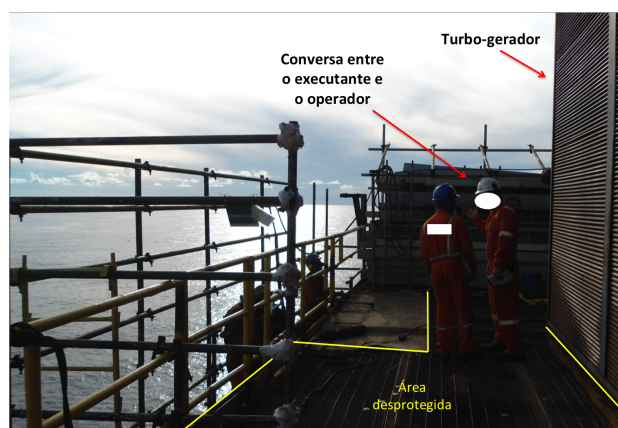 Turbo-gerador
Conversa entre
o executante e
o operador
Área
desprotegida